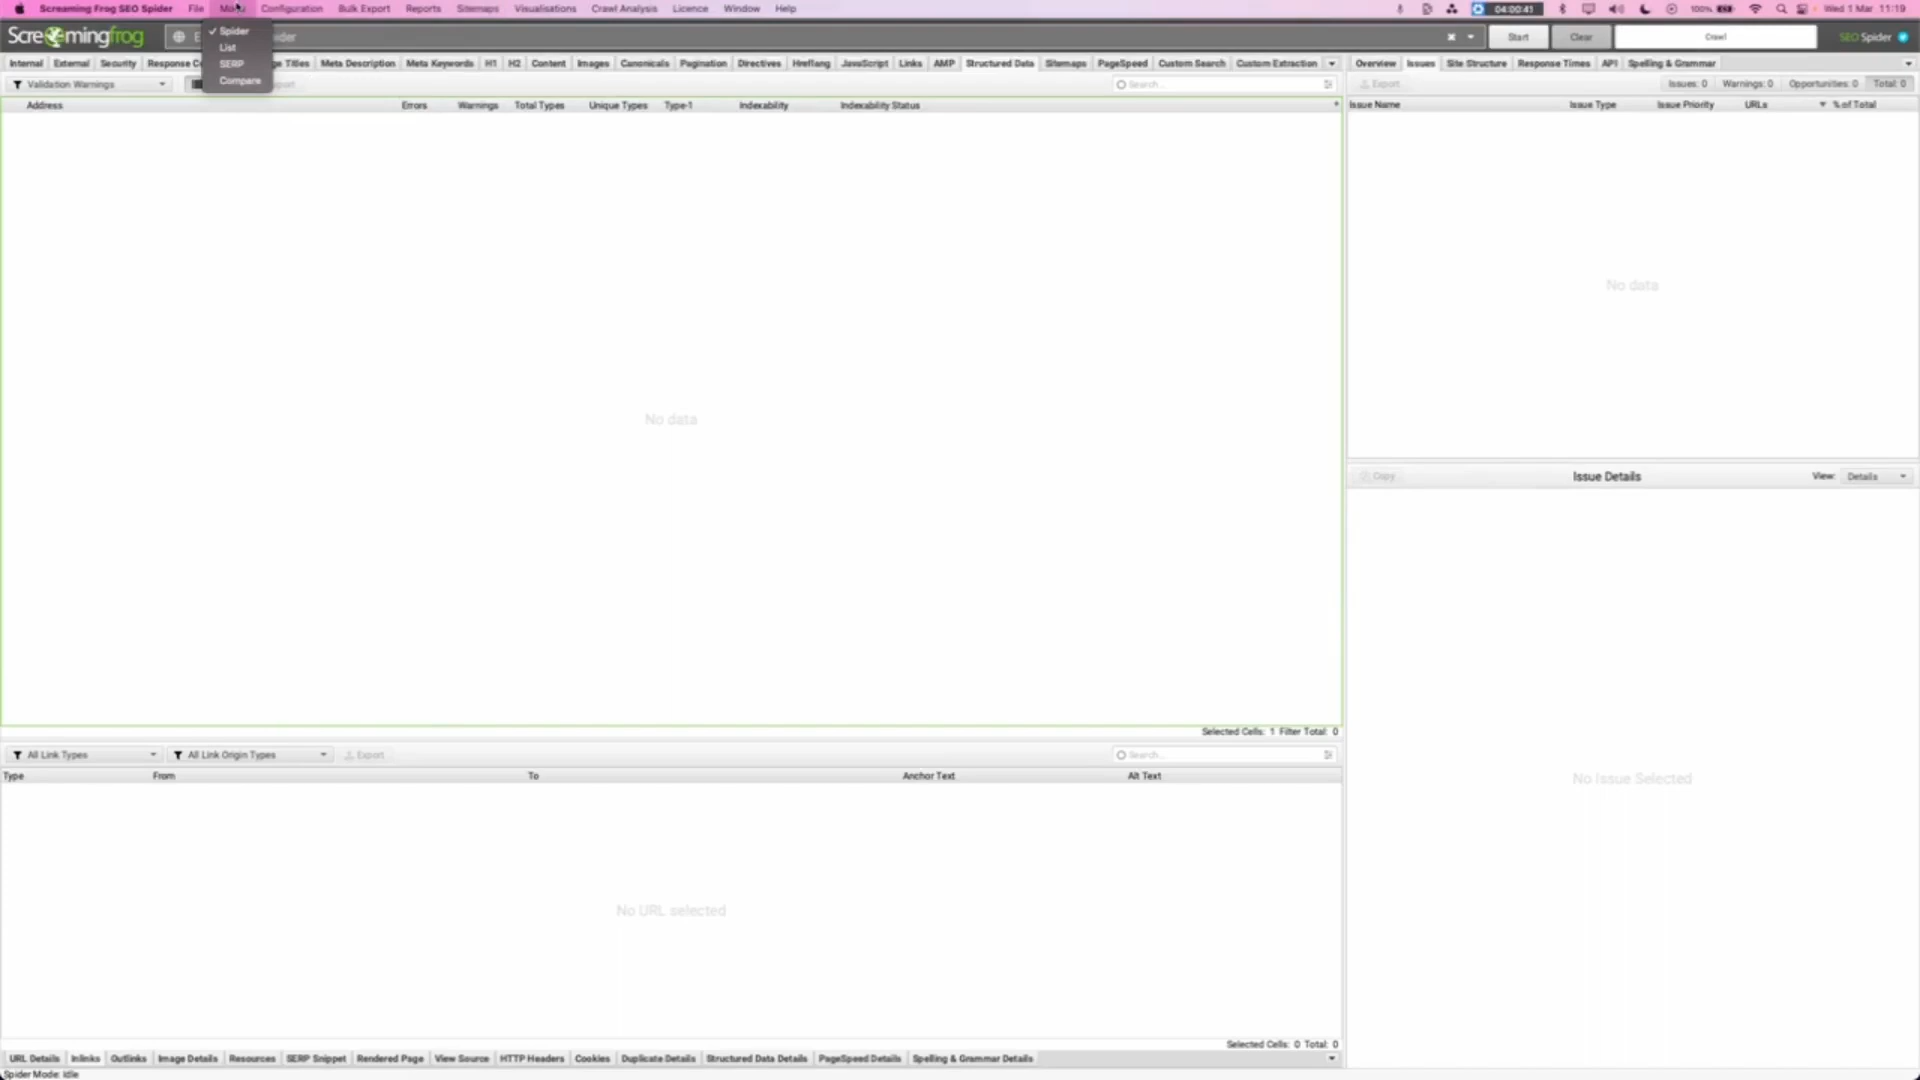 Screaming Frog SEO Spider File Mode Configuration Bulk Export Reports Sitemaps Visualisations Crawl Analysis Licence Window Help 04:00:41 100% Wed 1 Mar 11:19
Screamingfrog Start Clear Crawl SEO Spider
Spider
List
SERP
Compare
Internal External Security Response Titles Meta Description Meta Keywords H1 H2 Content Images Canonicals Pagination Directives Hreflang JavaScript Links AMP Structured Data Sitemaps PageSpeed Custom Search Custom Extraction Overview Issues Site Structure Response Times API Spelling & Grammar
Validation Warnings Search... Export Issues: 0 Warnings: 0 Opportunities: 0 Total: 0
Address Errors Warnings Total Types Unique Types Type-1 Indexability Indexability Status Issue Name Issue Type Issue Priority URLs % of Total
No data
No data
Copy Issue Details View: Details
Selected Cells: 1 Filter Total: 0
All Link Types All Link Origin Types Export Search...
Type From To Anchor Text Alt Text
No Issue Selected
No URL selected
Selected Cells: 0 Total: 0
URL Details Inlinks Outlinks Image Details Resources SERP Snippet Rendered Page View Source HTTP Headers Cookies Duplicate Details Structured Data Details PageSpeed Details Spelling & Grammar Details
Spider Mode: Idle